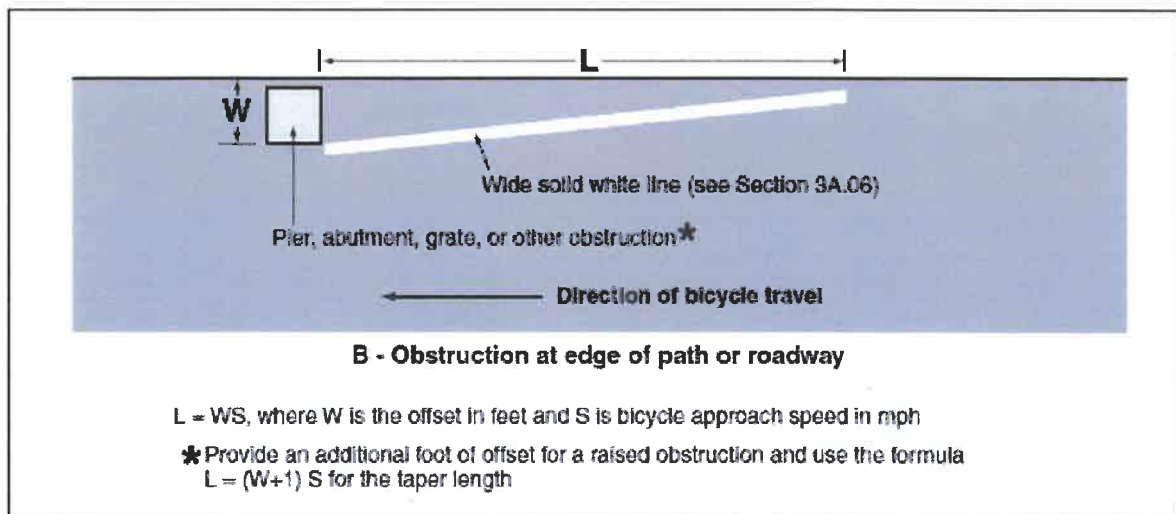 L
W
Wide solid white line (see Section 3A.06)
Pier, abutment, grate, or other obstruction*
Direction of bicycle travel
B - Obstruction at edge of path or roadway
L = WS, where W is the offset in feet and S is bicycle approach speed in mph
* Provide an additional foot of offset for a raised obstruction and use the formula
L = (W+1) S for the taper length